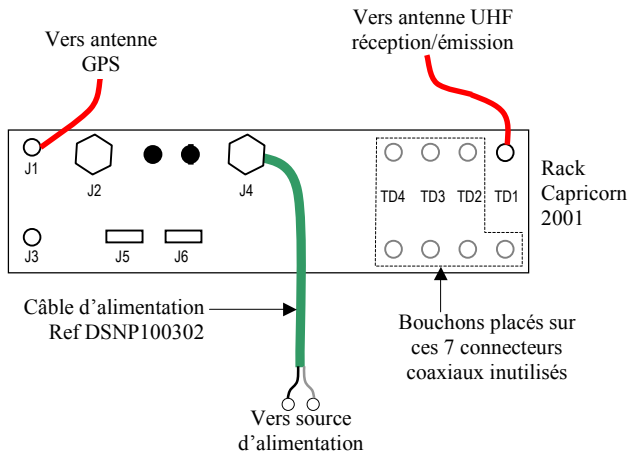 Vers antenne
GPS
Vers antenne UHF
réception/émission
J1
J2
J4
TD4
TD3
TD2
TD1
Rack
Capricorn
2001
J3
J5
J6
Câble d’alimentation
Ref DSNP100302
Bouchons placés sur
ces 7 connecteurs
coaxiaux inutilisés
Vers source
d’alimentation